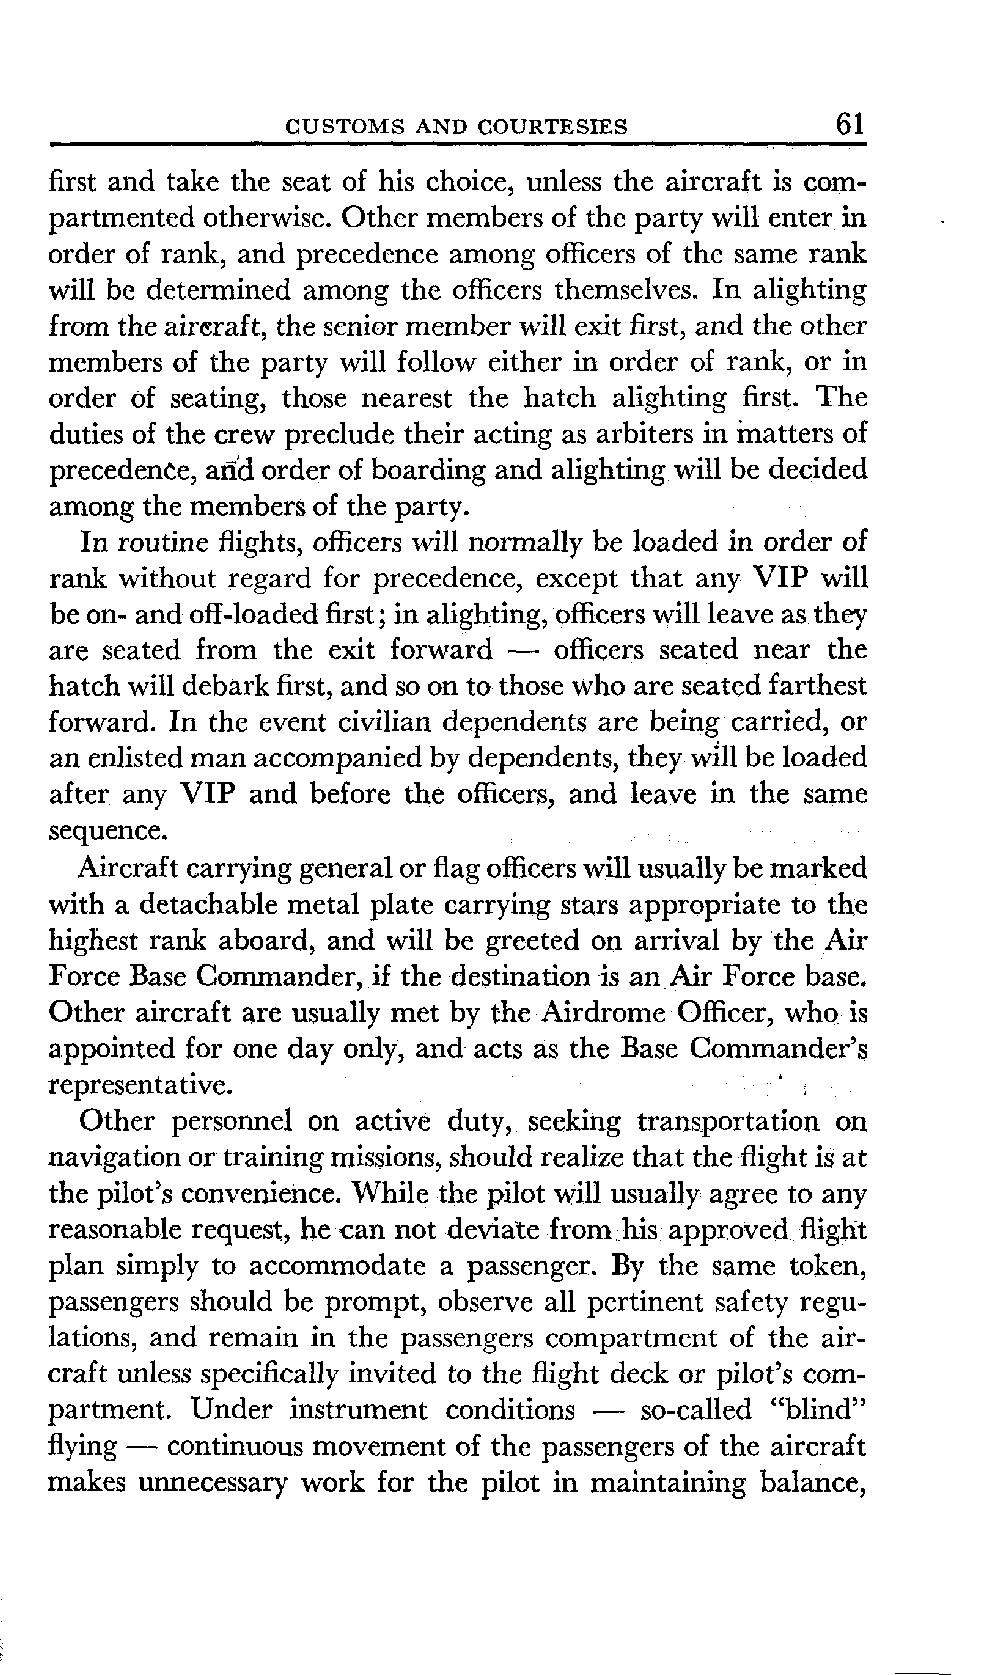 CUSTOMS AND COURTESIES 61
first and take the seat of his choice, unless the aircraft is com-
partmented otherwise. Other members of the party will enter in
order of rank, and precedence among officers of the same rank
will be determined among the officers themselves. In alighting
from the aircraft, the senior member will exit first, and the other
members of the party will follow either in order of rank, or in
order of seating, those nearest the hatch alighting first. The
duties of the crew preclude their acting as arbiters in matters of
precedence, and order of boarding and alighting will be decided
among the members of the party.
In routine flights, officers will normally be loaded in order of
rank without regard for precedence, except that any VIP will
be on- and off-loaded first; in alighting, officers will leave as they
are seated from the exit forward — officers seated near the
hatch will debark first, and so on to those who are seated farthest
forward. In the event civilian dependents are being carried, or
an enlisted man accompanied by dependents, they will be loaded
after any VIP and before the officers, and leave in the same
sequence.
Aircraft carrying general or flag officers will usually be marked
with a detachable metal plate carrying stars appropriate to the
highest rank aboard, and will be greeted on arrival by the Air
Force Base Commander, if the destination is an Air Force base.
Other aircraft are usually met by the Airdrome Officer, who is
appointed for one day only, and acts as the Base Commander's
representative.
Other personnel on active duty, seeking transportation on
navigation or training missions, should realize that the flight is at
the pilot's convenience. While the pilot will usually agree to any
reasonable request, he can not deviate from his approved flight
plan simply to accommodate a passenger. By the same token,
passengers should be prompt, observe all pertinent safety regu-
lations, and remain in the passengers compartment of the air-
craft unless specifically invited to the flight deck or pilot's com-
partment. Under instrument conditions — so-called "blind"
flying — continuous movement of the passengers of the aircraft
makes unnecessary work for the pilot in maintaining balance,